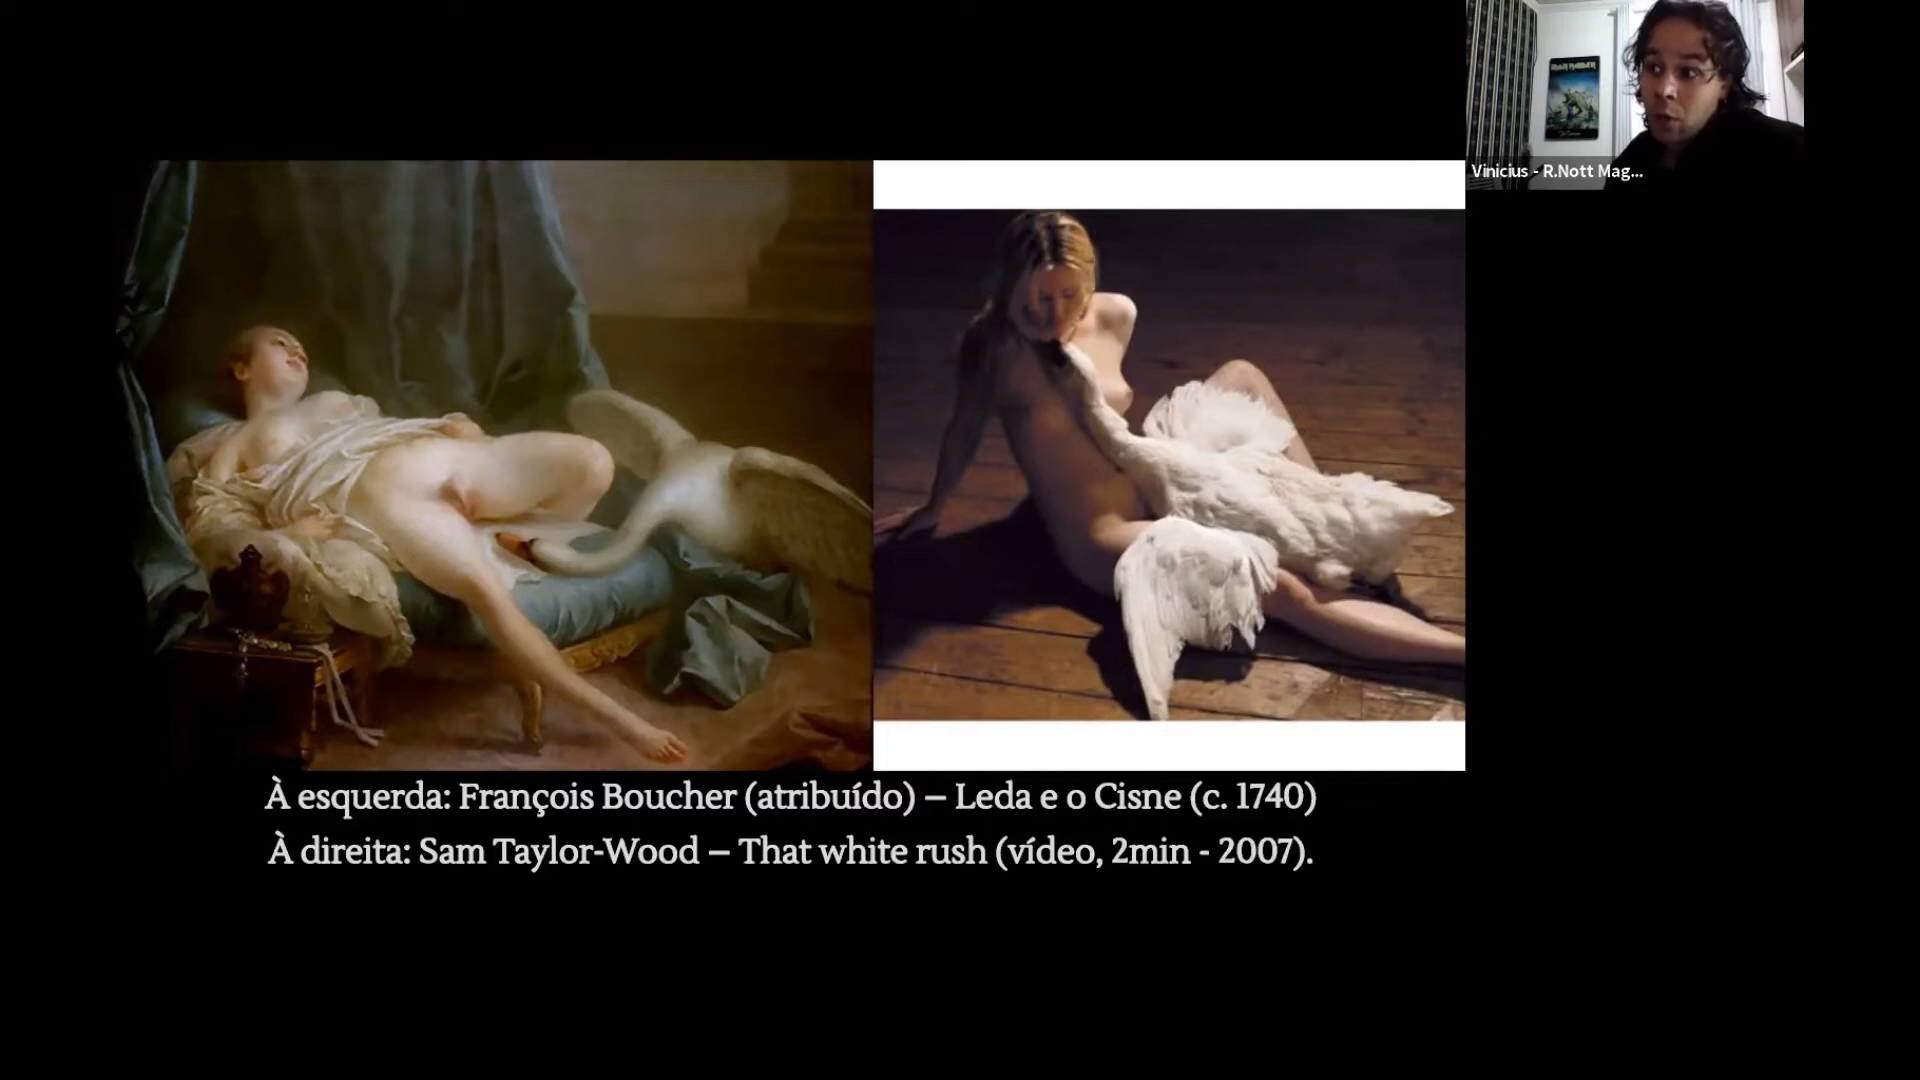 Vinicius - R.Nott Mag...
À esquerda: François Boucher (atribuído) – Leda e o Cisne (c. 1740)
À direita: Sam Taylor-Wood – That white rush (vídeo, 2min - 2007).